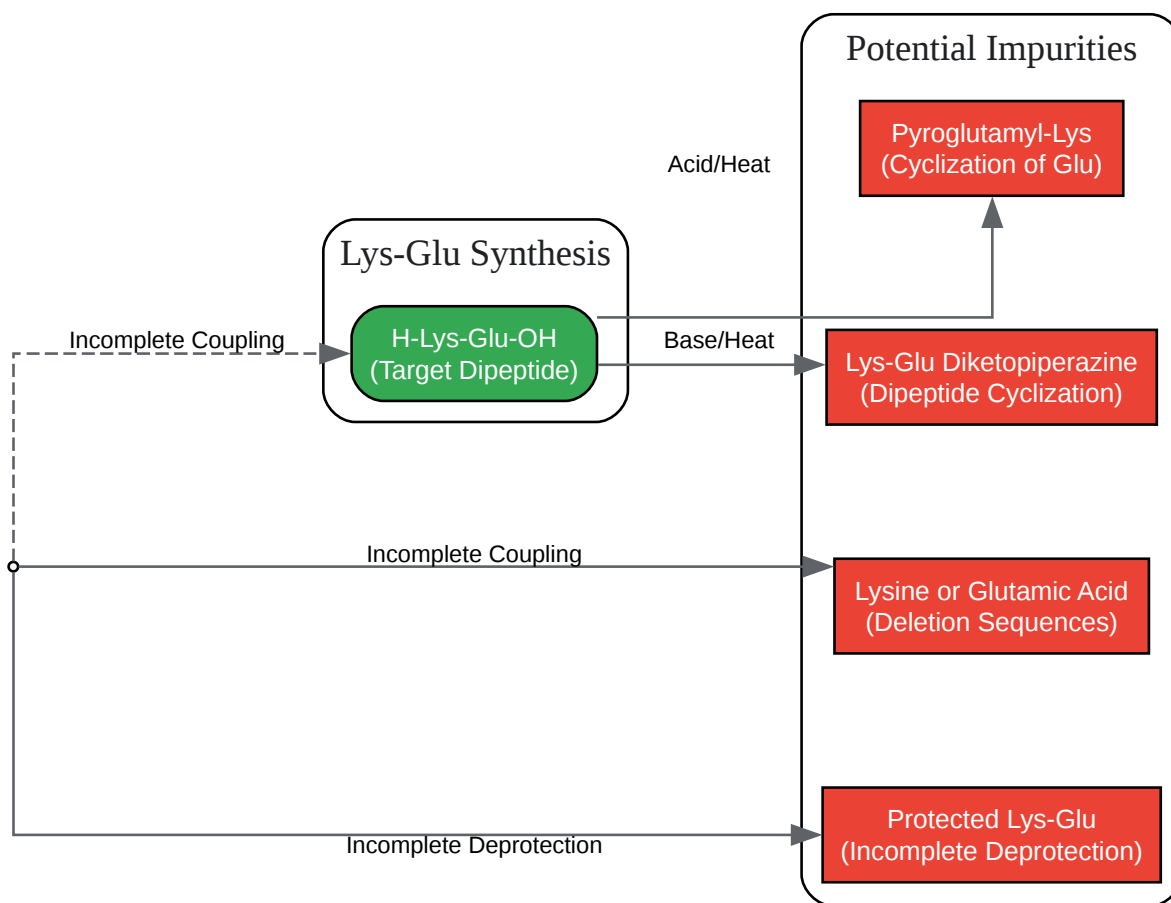 Potential Impurities
Pyroglutamyl-Lys
(Cyclization of Glu)
Acid/Heat
Lys-Glu Synthesis
H-Lys-Glu-OH
(Target Dipeptide)
Incomplete Coupling
Base/Heat
Lys-Glu Diketopiperazine
(Dipeptide Cyclization)
Incomplete Coupling
Lysine or Glutamic Acid
(Deletion Sequences)
Incomplete Deprotection
Protected Lys-Glu
(Incomplete Deprotection)